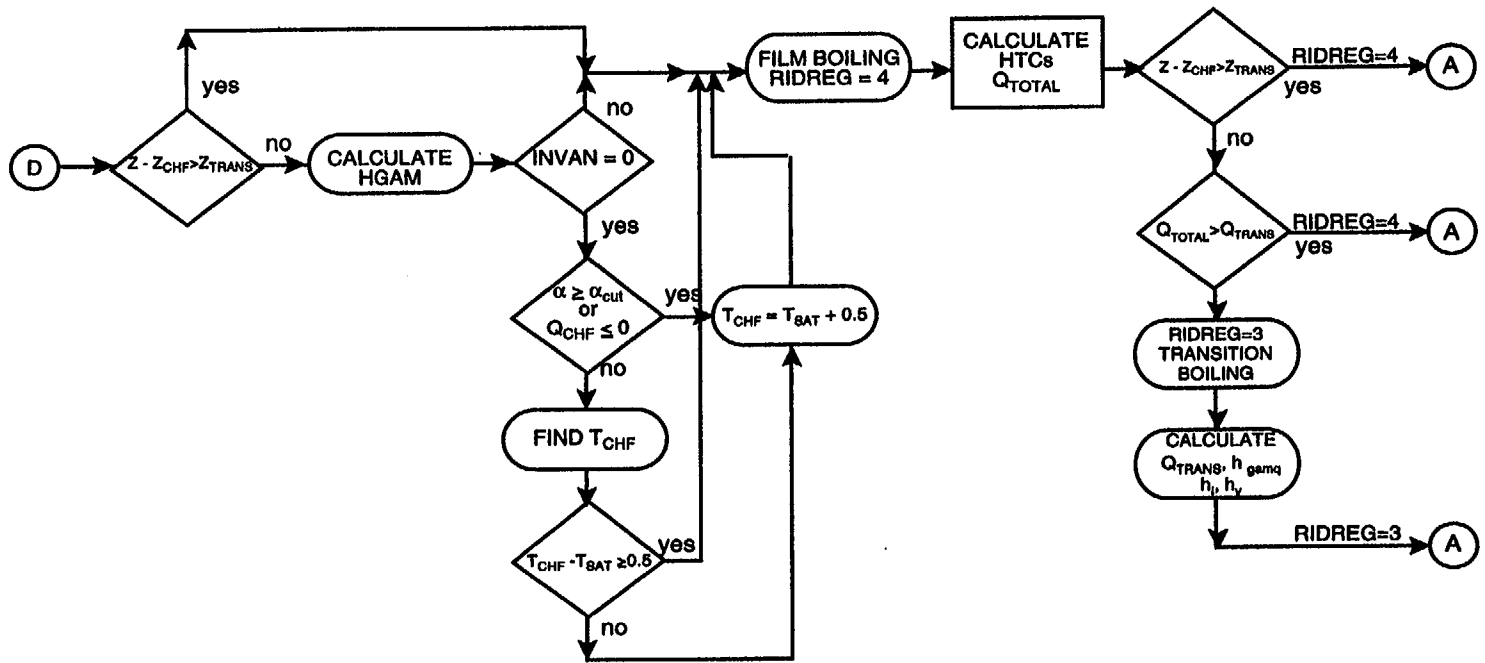 D
Z - Z_CHF>Z_TRANS
yes
no
CALCULATE
HGAM
INVAN = 0
no
yes
α ≥ α_cut
or
Q_CHF ≤ 0
yes
no
T_CHF = T_SAT + 0.5
FIND T_CHF
T_CHF - T_SAT ≥0.5
yes
no
FILM BOILING
RIDREG = 4
CALCULATE
HTCs
Q_TOTAL
Z - Z_CHF>Z_TRANS
RIDREG=4
yes
A
no
Q_TOTAL>Q_TRANS
RIDREG=4
yes
A
RIDREG=3
TRANSITION
BOILING
CALCULATE
Q_TRANS, h_gamq
h_l, h_v
RIDREG=3
A